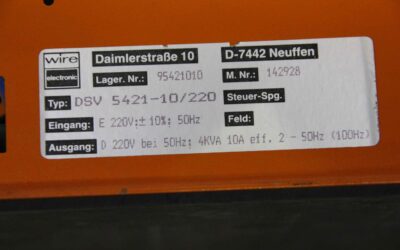 wire electronic
Daimlerstraße 10 D-7442 Neuffen
Lager. Nr.: 95421010 M. Nr.: 142928
Typ: DSV 5421-10/220 Steuer-Spg.
Eingang: E 220V;± 10%; 50Hz Feld:
Ausgang: D 220V bei 50Hz; 4KVA 10A eff. 2 - 50Hz (100Hz)